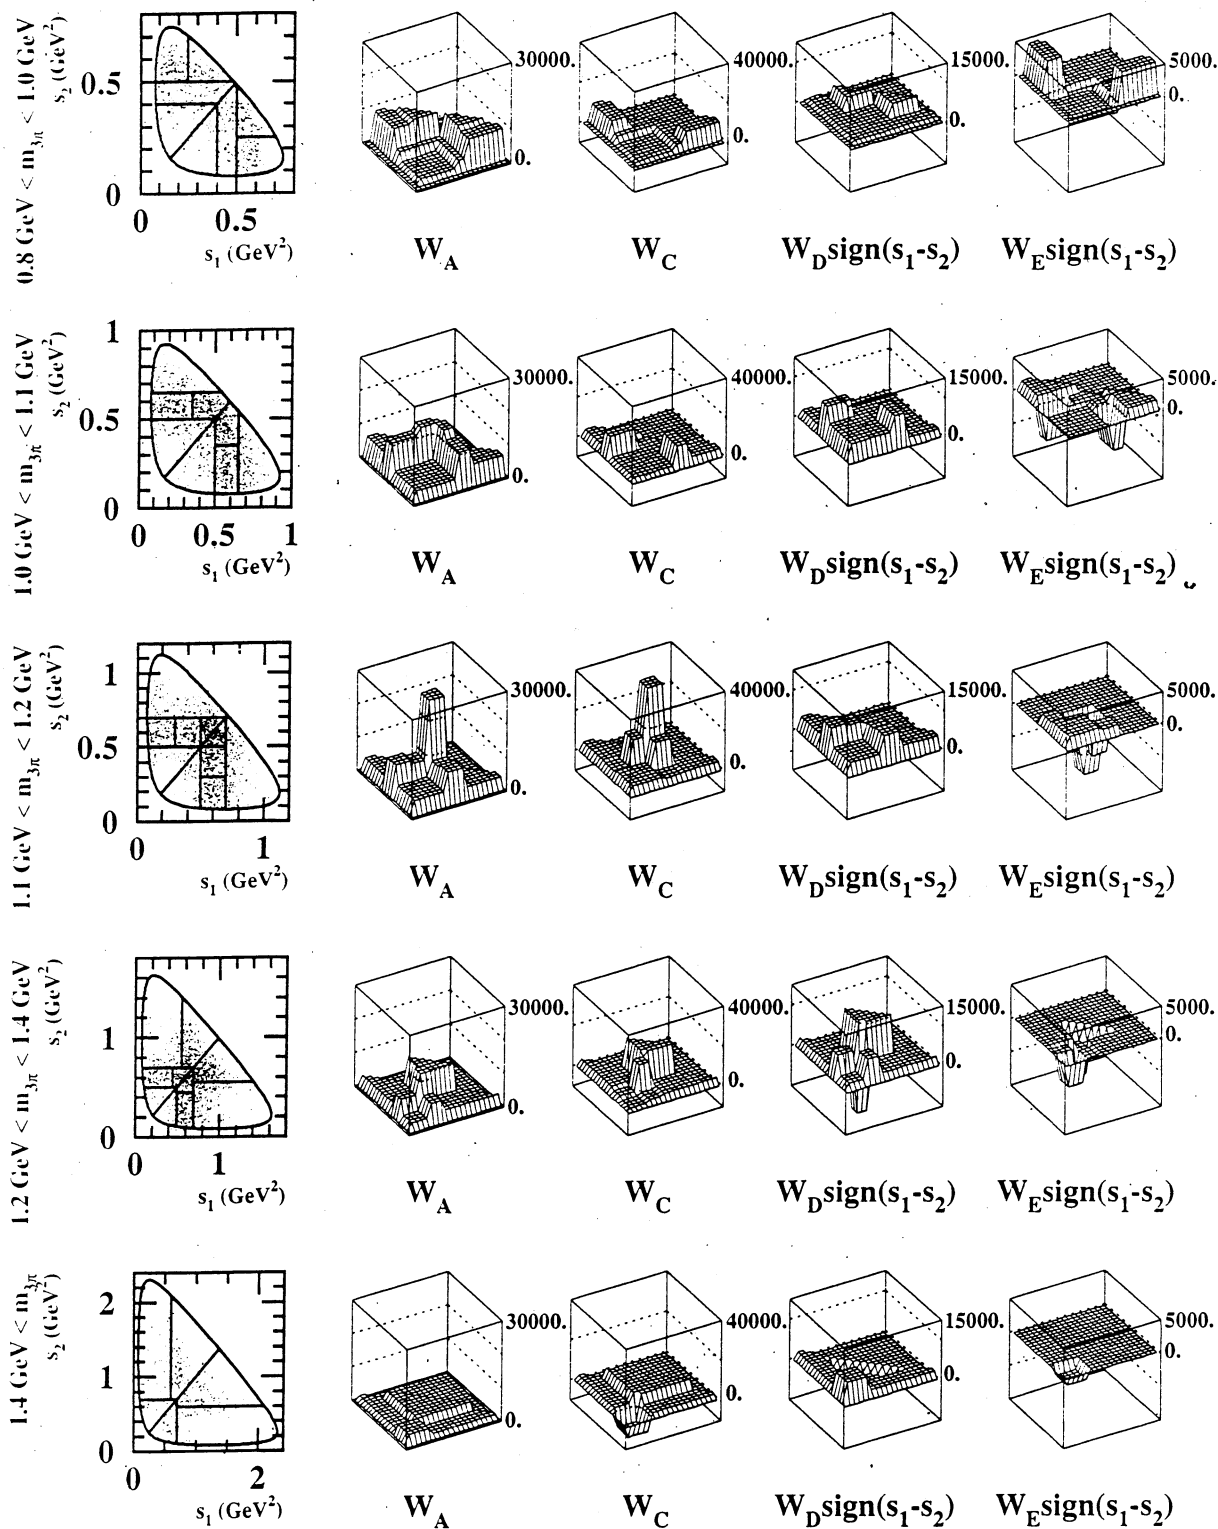 0.8 GeV < m3π < 1.0 GeV
s2 (GeV2)
0.5
0
0
0.5
s1 (GeV2)
30000.
0.
WA
40000.
0.
WC
15000.
0.
WDsign(s1-s2)
5000.
0.
WEsign(s1-s2)
1.0 GeV < m3π < 1.1 GeV
s2 (GeV2)
1
0.5
0
0
0.5
1
s1 (GeV2)
30000.
0.
WA
40000.
0.
WC
15000.
0.
WDsign(s1-s2)
5000.
0.
WEsign(s1-s2)
1.1 GeV < m3π < 1.2 GeV
s2 (GeV2)
1
0.5
0
0
1
s1 (GeV2)
30000.
0.
WA
40000.
0.
WC
15000.
0.
WDsign(s1-s2)
5000.
0.
WEsign(s1-s2)
1.2 GeV < m3π < 1.4 GeV
s2 (GeV2)
1
0
0
1
s1 (GeV2)
30000.
0.
WA
40000.
0.
WC
15000.
0.
WDsign(s1-s2)
5000.
0.
WEsign(s1-s2)
1.4 GeV < m3π
s2 (GeV2)
2
1
0
0
2
s1 (GeV2)
30000.
0.
WA
40000.
0.
WC
15000.
0.
WDsign(s1-s2)
5000.
0.
WEsign(s1-s2)